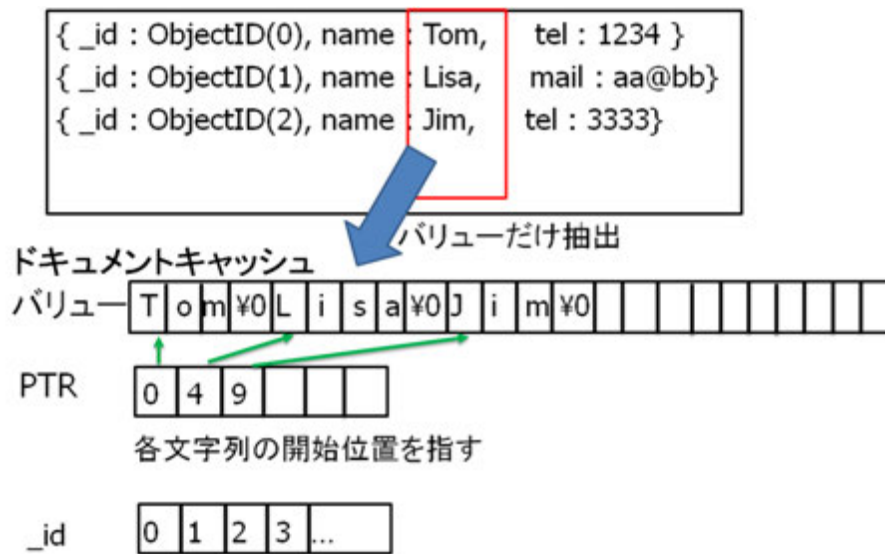 { _id : ObjectID(0), name : Tom, tel : 1234 }
{ _id : ObjectID(1), name : Lisa, mail : aa@bb}
{ _id : ObjectID(2), name : Jim, tel : 3333}
バリューだけ抽出
ドキュメントキャッシュ
バリュー T o m ¥0 L i s a ¥0 J i m ¥0
PTR 0 4 9
各文字列の開始位置を指す
_id 0 1 2 3 ...